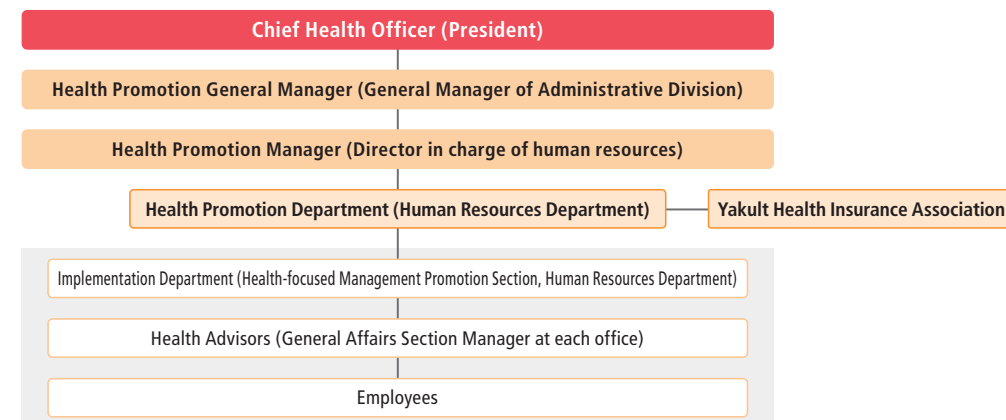 Chief Health Officer (President)
Health Promotion General Manager (General Manager of Administrative Division)
Health Promotion Manager (Director in charge of human resources)
Health Promotion Department (Human Resources Department)
Yakult Health Insurance Association
Implementation Department (Health-focused Management Promotion Section, Human Resources Department)
Health Advisors (General Affairs Section Manager at each office)
Employees